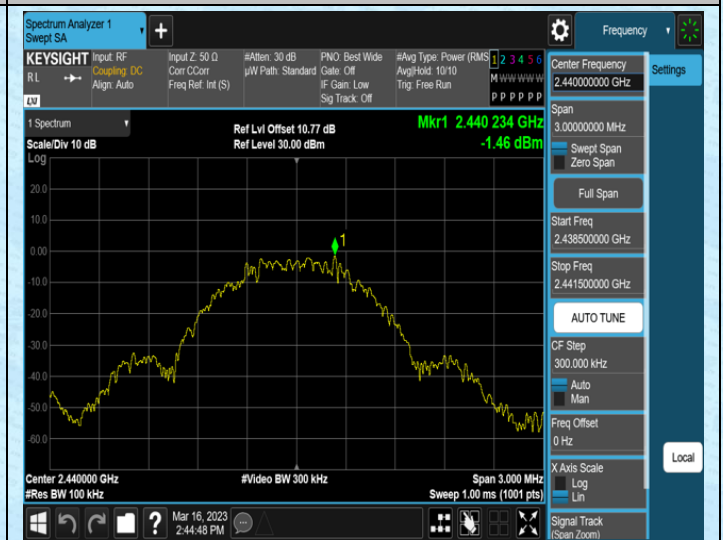 Spectrum Analyzer 1
Swept SA
+
Frequency
KEYSIGHT
Input: RF
Input Z: 50 Ω
#Atten: 30 dB
PNO: Best Wide
#Avg Type: Power (RMS
1 2 3 4 5 6
RL
Coupling: DC
Corr CCorr
µW Path: Standard
Gate: Off
Avg|Hold: 10/10
M W W W W W
Align: Auto
Freq Ref: Int (S)
IF Gain: Low
Trig: Free Run
LXI
Sig Track: Off
P P P P P P
1 Spectrum
Scale/Div 10 dB
Ref Lvl Offset 10.77 dB
Ref Level 30.00 dBm
Mkr1 2.440 234 GHz
-1.46 dBm
Log
20.0
10.0
0.00
-10.0
-20.0
-30.0
-40.0
-50.0
-60.0
1
Center 2.440000 GHz
#Video BW 300 kHz
Span 3.000 MHz
#Res BW 100 kHz
Sweep 1.00 ms (1001 pts)
?
Mar 16, 2023
2:44:48 PM
Center Frequency
2.440000000 GHz
Settings
Span
3.00000000 MHz
Swept Span
Zero Span
Full Span
Start Freq
2.438500000 GHz
Stop Freq
2.441500000 GHz
AUTO TUNE
CF Step
300.000 kHz
Auto
Man
Freq Offset
0 Hz
X Axis Scale
Log
Lin
Local
Signal Track
(Span Zoom)